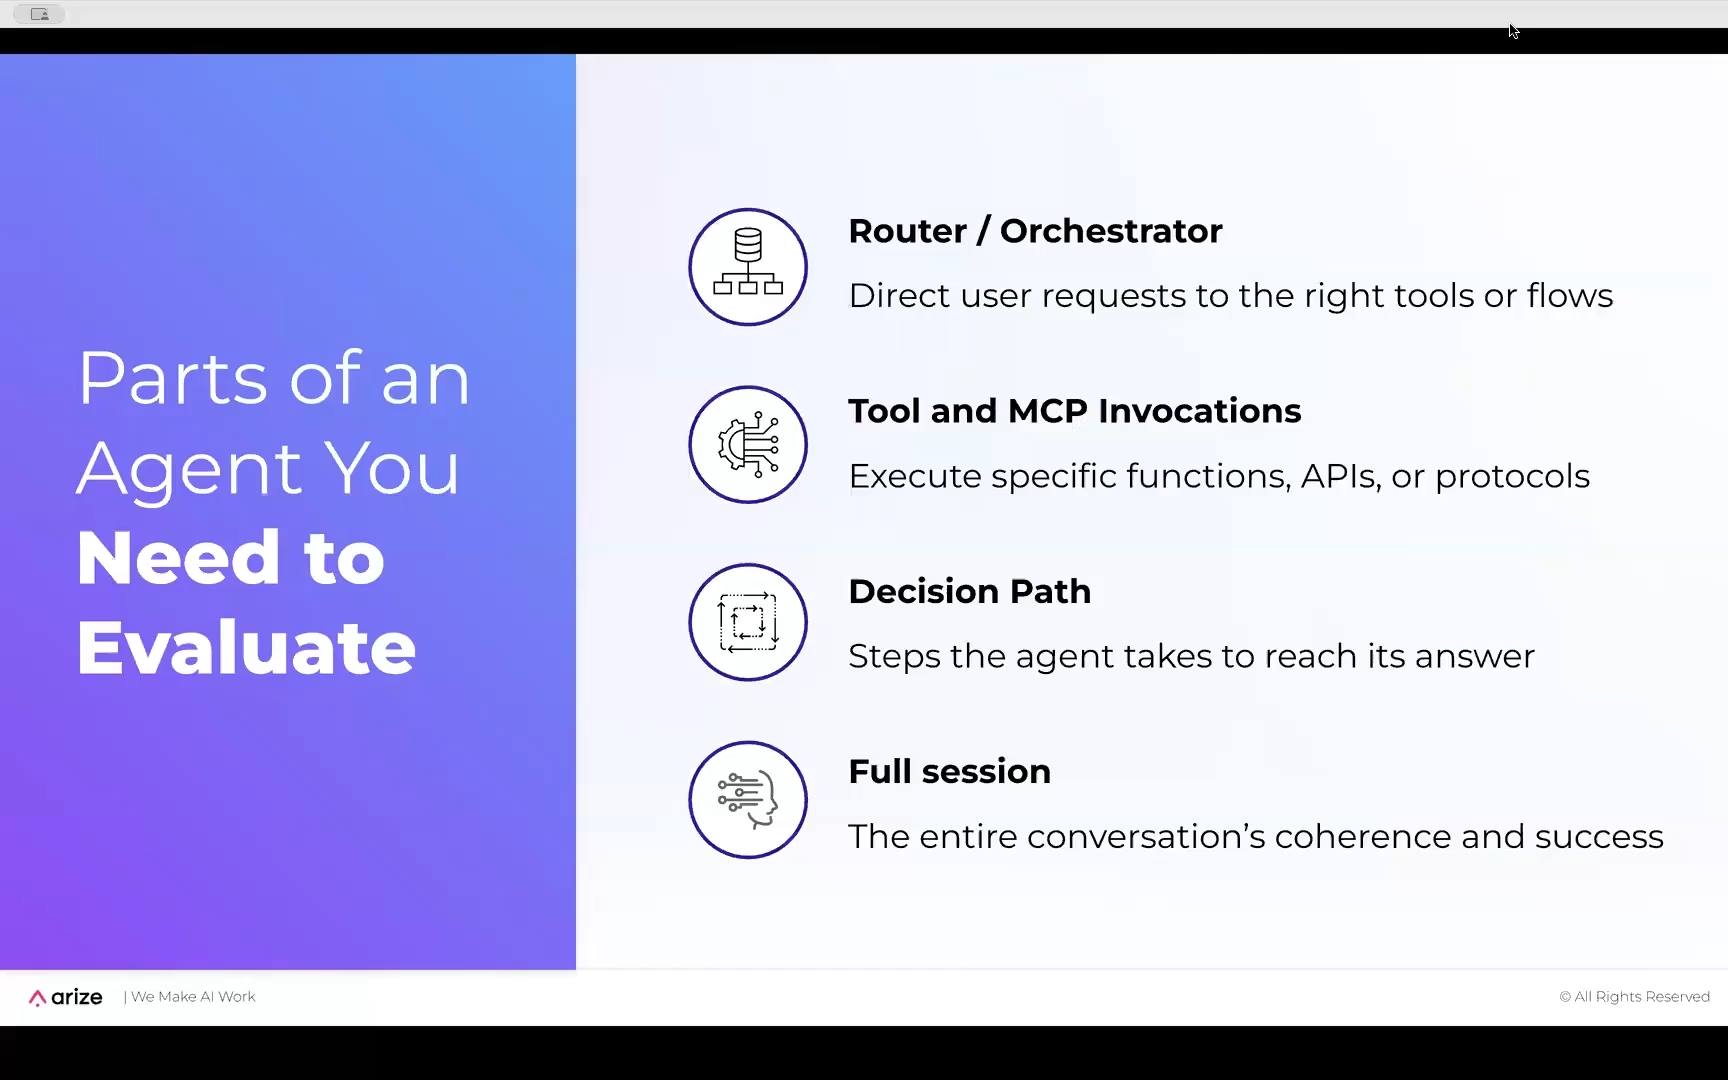 Parts of an
Agent You
Need to
Evaluate
Router / Orchestrator
Direct user requests to the right tools or flows
Tool and MCP Invocations
Execute specific functions, APIs, or protocols
Decision Path
Steps the agent takes to reach its answer
Full session
The entire conversation’s coherence and success
arize | We Make AI Work
© All Rights Reserved